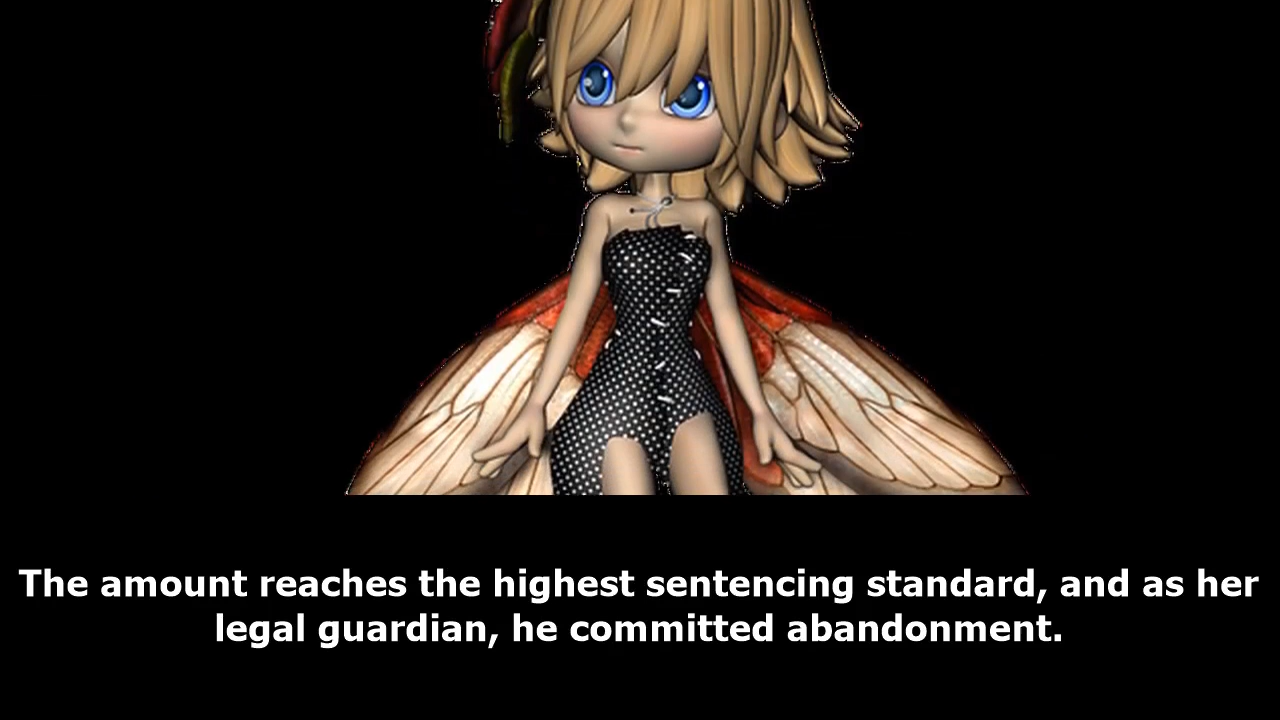 The amount reaches the highest sentencing standard, and as her
legal guardian, he committed abandonment.